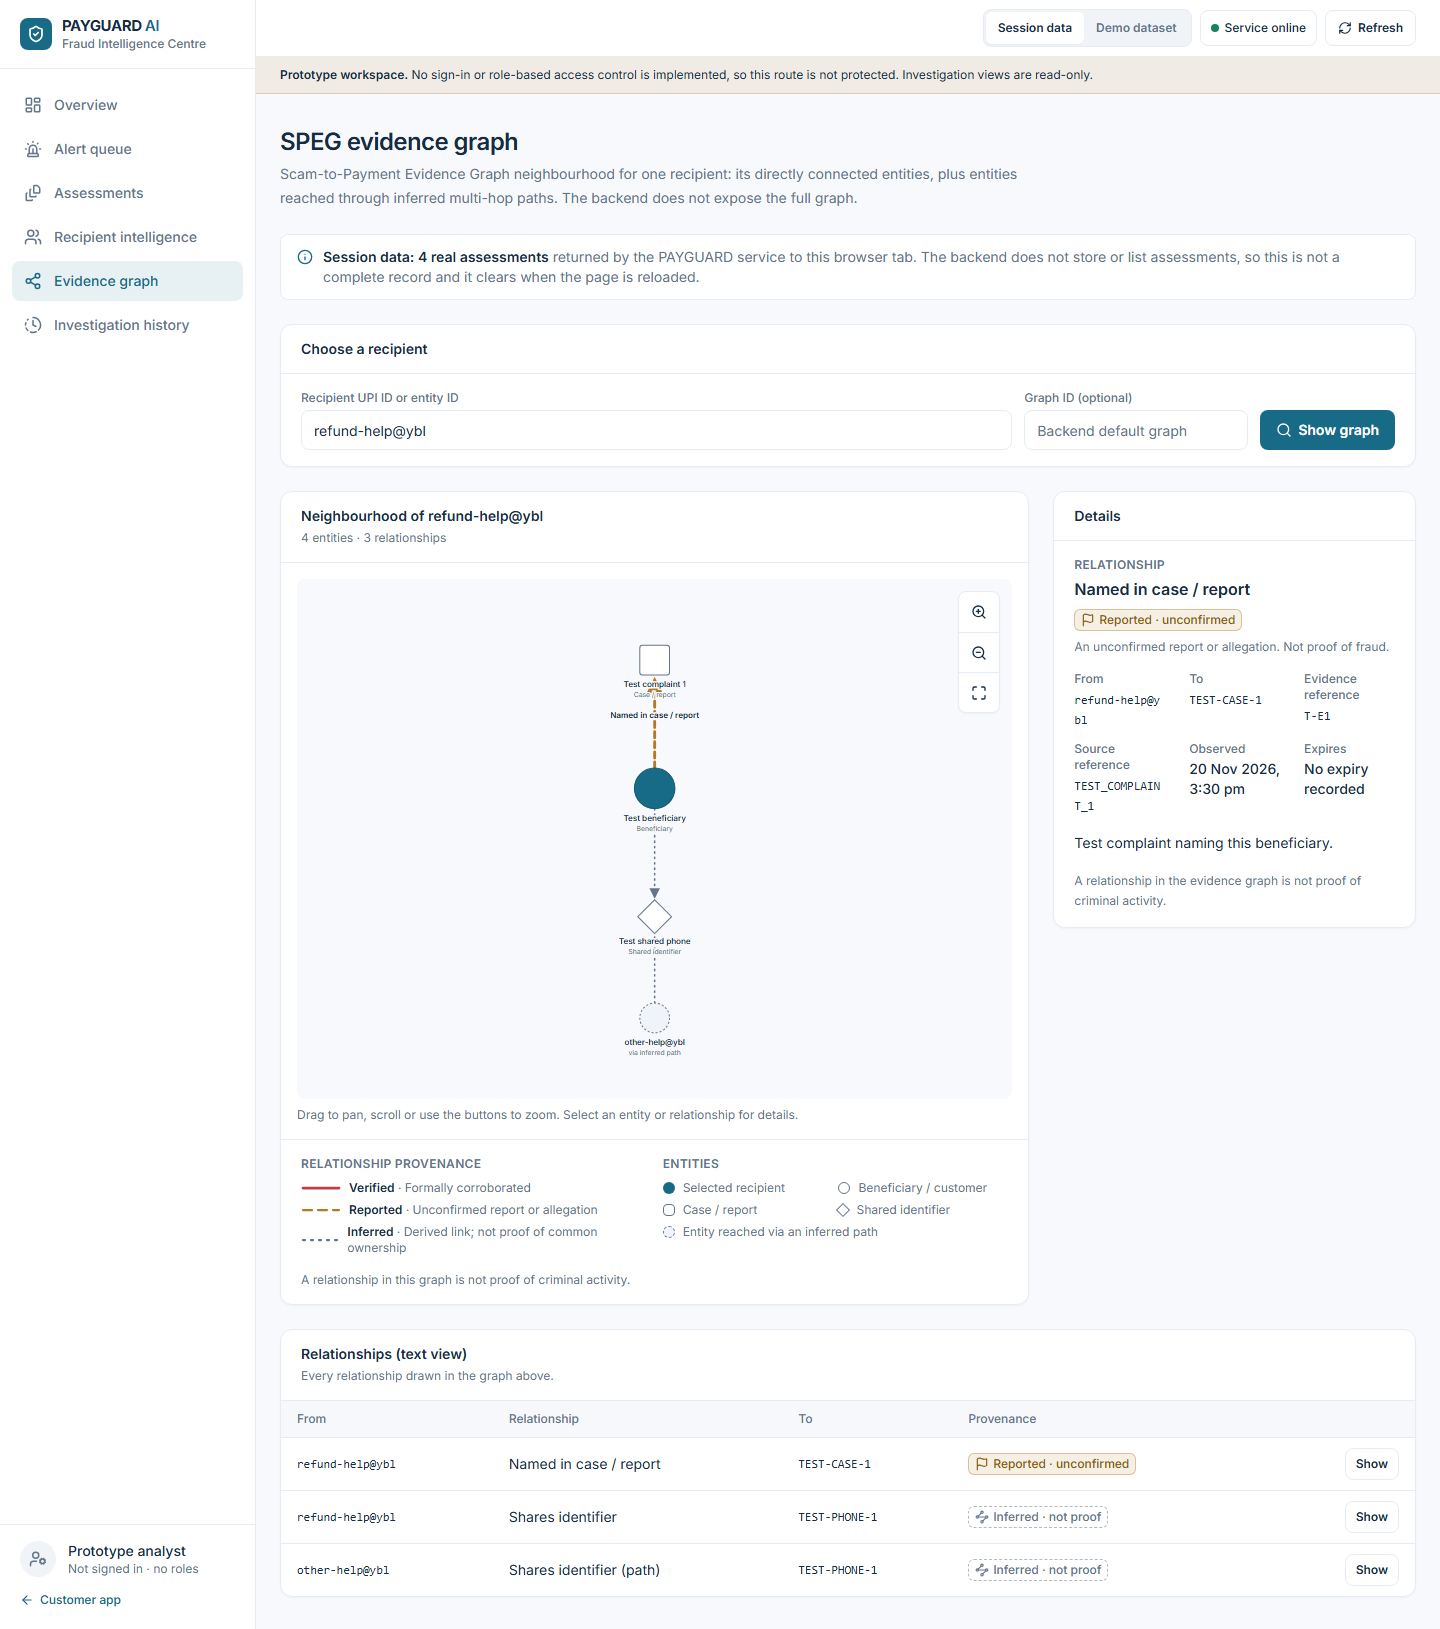 PAYGUARD AI
Fraud Intelligence Centre
Overview
Alert queue
Assessments
Recipient intelligence
Evidence graph
Investigation history
Prototype analyst
Not signed in · no roles
Customer app
Session data
Demo dataset
Service online
Refresh
Prototype workspace. No sign-in or role-based access control is implemented, so this route is not protected. Investigation views are read-only.
SPEG evidence graph
Scam-to-Payment Evidence Graph neighbourhood for one recipient: its directly connected entities, plus entities
reached through inferred multi-hop paths. The backend does not expose the full graph.
Session data: 4 real assessments returned by the PAYGUARD service to this browser tab. The backend does not store or list assessments, so this is not a
complete record and it clears when the page is reloaded.
Choose a recipient
Recipient UPI ID or entity ID
Graph ID (optional)
refund-help@ybl
Backend default graph
Show graph
Neighbourhood of refund-help@ybl
4 entities · 3 relationships
Test complaint 1
Case / report
Named in case / report
Test beneficiary
Beneficiary
Test shared phone
Shared identifier
other-help@ybl
via inferred path
Drag to pan, scroll or use the buttons to zoom. Select an entity or relationship for details.
RELATIONSHIP PROVENANCE
Verified · Formally corroborated
Reported · Unconfirmed report or allegation
Inferred · Derived link; not proof of common
ownership
ENTITIES
Selected recipient
Beneficiary / customer
Case / report
Shared identifier
Entity reached via an inferred path
A relationship in this graph is not proof of criminal activity.
Details
RELATIONSHIP
Named in case / report
Reported · unconfirmed
An unconfirmed report or allegation. Not proof of fraud.
From
refund-help@y
bl
To
TEST-CASE-1
Evidence
reference
T-E1
Source
reference
TEST_COMPLAIN
T_1
Observed
20 Nov 2026,
3:30 pm
Expires
No expiry
recorded
Test complaint naming this beneficiary.
A relationship in the evidence graph is not proof of
criminal activity.
Relationships (text view)
Every relationship drawn in the graph above.
From Relationship To Provenance
refund-help@ybl Named in case / report TEST-CASE-1 Reported · unconfirmed Show
refund-help@ybl Shares identifier TEST-PHONE-1 Inferred · not proof Show
other-help@ybl Shares identifier (path) TEST-PHONE-1 Inferred · not proof Show